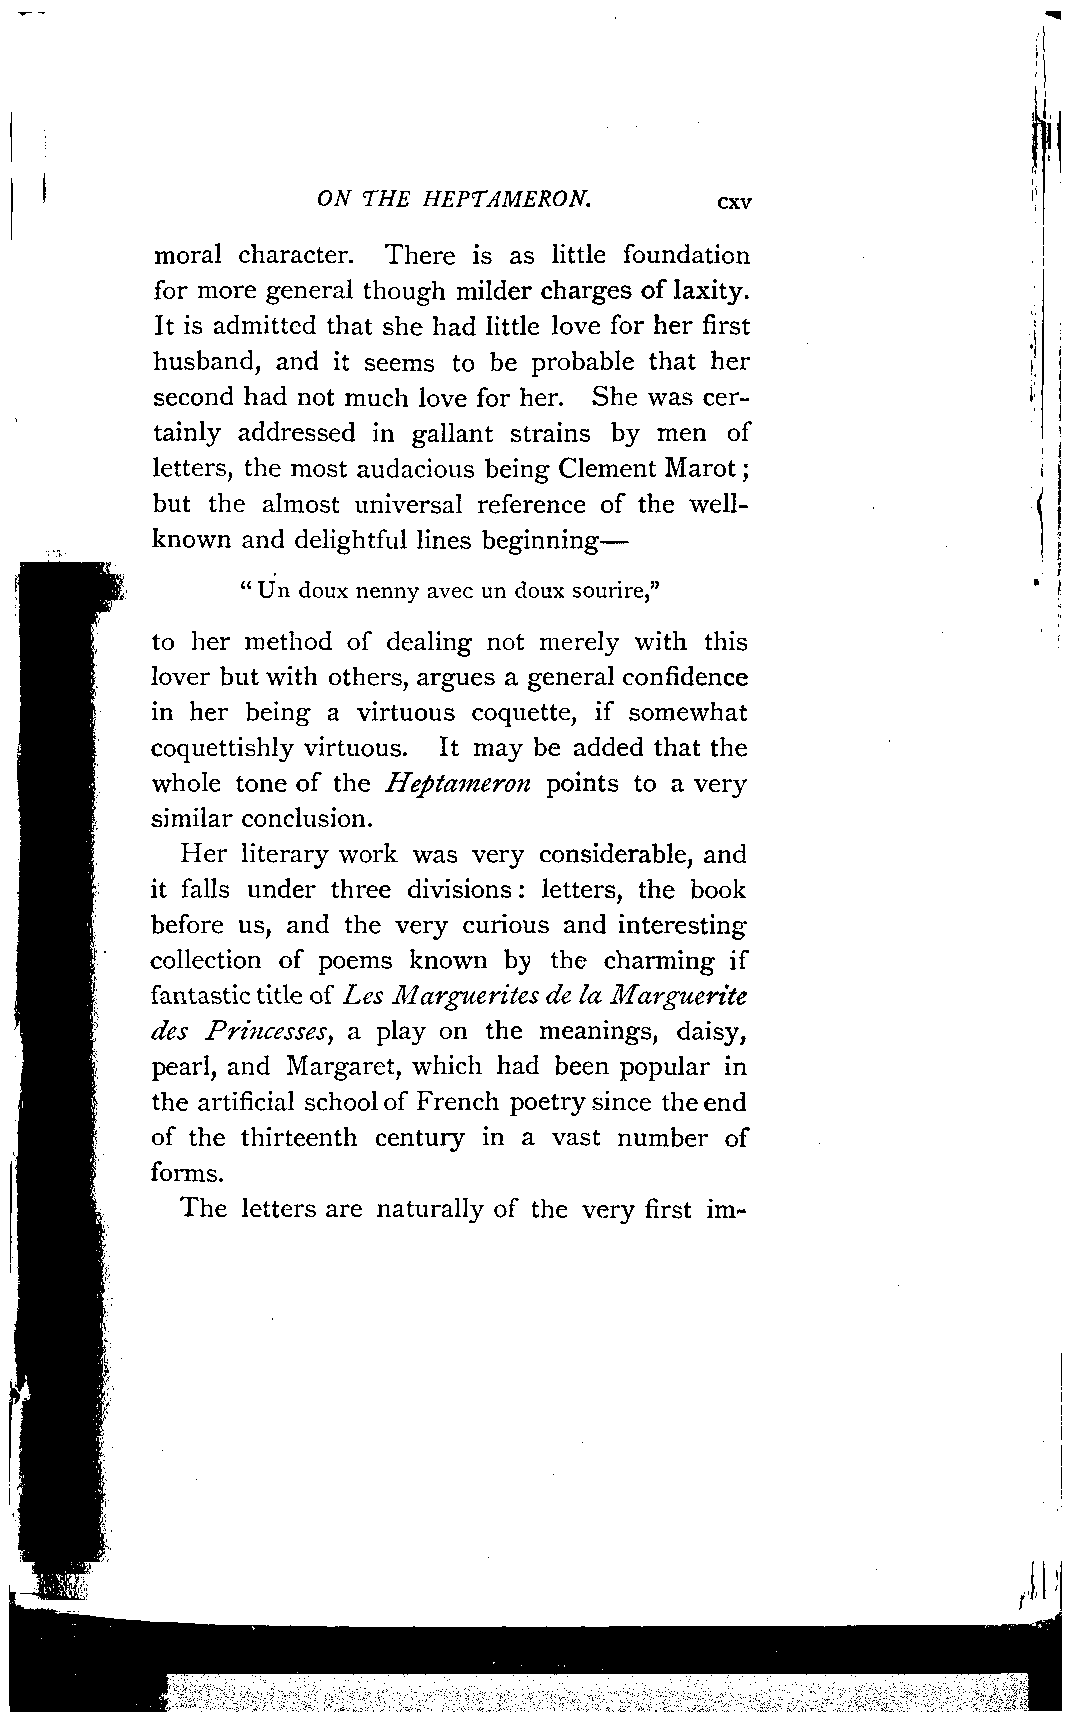 ON THE HEPTAMERON. cxv
moral character. There is as little foundation
for more general though milder charges of laxity.
It is admitted that she had little love for her first
husband, and it seems to be probable that her
second had not much love for her. She was cer-
tainly addressed in gallant strains by men of
letters, the most audacious being Clement Marot;
but the almost universal reference of the well-
known and delightful lines beginning—
“Un doux nenny avec un doux sourire,”
to her method of dealing not merely with this
lover but with others, argues a general confidence
in her being a virtuous coquette, if somewhat
coquettishly virtuous. It may be added that the
whole tone of the Heptameron points to a very
similar conclusion.
Her literary work was very considerable, and
it falls under three divisions: letters, the book
before us, and the very curious and interesting
collection of poems known by the charming if
fantastic title of Les Marguerites de la Marguerite
des Princesses, a play on the meanings, daisy,
pearl, and Margaret, which had been popular in
the artificial school of French poetry since the end
of the thirteenth century in a vast number of
forms.
The letters are naturally of the very first im-